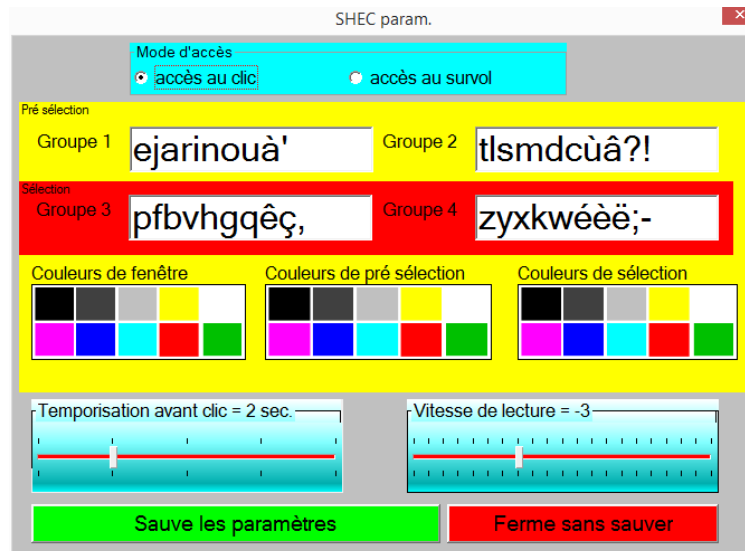 SHEC param.
Mode d'accès
accès au clic
accès au survol
Pré sélection
Groupe 1
ejarinouà'
Groupe 2
tlsmdcùâ?!
Sélection
Groupe 3
pfbvhgqêç,
Groupe 4
zyxkwéèë;-
Couleurs de fenêtre
Couleurs de pré sélection
Couleurs de sélection
Temporisation avant clic = 2 sec.
Vitesse de lecture = -3
Sauve les paramètres
Ferme sans sauver